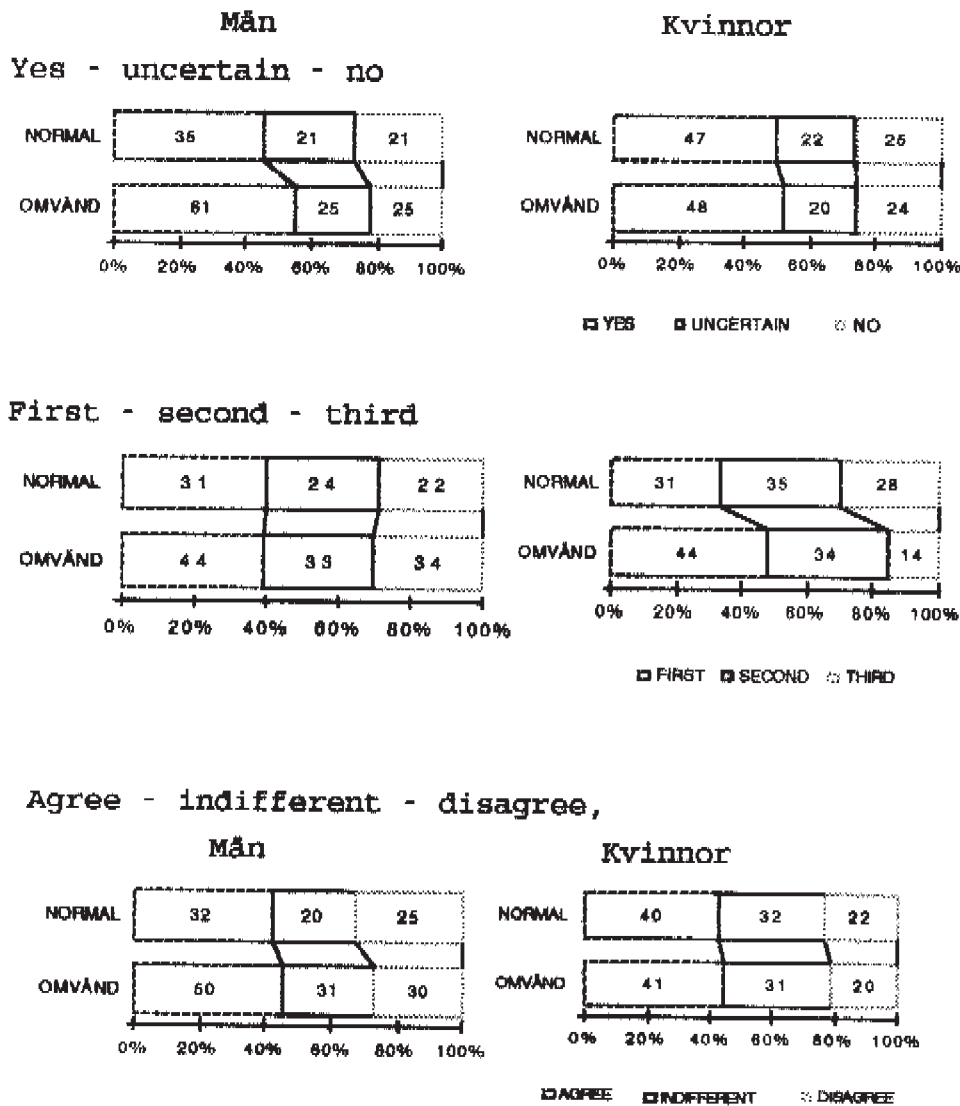 Män Kvinnor
Yes - uncertain - no
NORMAL 35 21 21
OMVÄND 61 25 25
0% 20% 40% 60% 80% 100%
NORMAL 47 22 25
OMVÄND 48 20 24
0% 20% 40% 60% 80% 100%
YES UNCERTAIN NO
First - second - third
NORMAL 31 24 22
OMVÄND 44 33 34
0% 20% 40% 60% 80% 100%
NORMAL 31 35 28
OMVÄND 44 34 14
0% 20% 40% 60% 80% 100%
FIRST SECOND THIRD
Agree - indifferent - disagree,
Män Kvinnor
NORMAL 32 20 25
OMVÄND 50 31 30
0% 20% 40% 60% 80% 100%
NORMAL 40 32 22
OMVÄND 41 31 20
0% 20% 40% 60% 80% 100%
AGREE INDIFFERENT DISAGREE